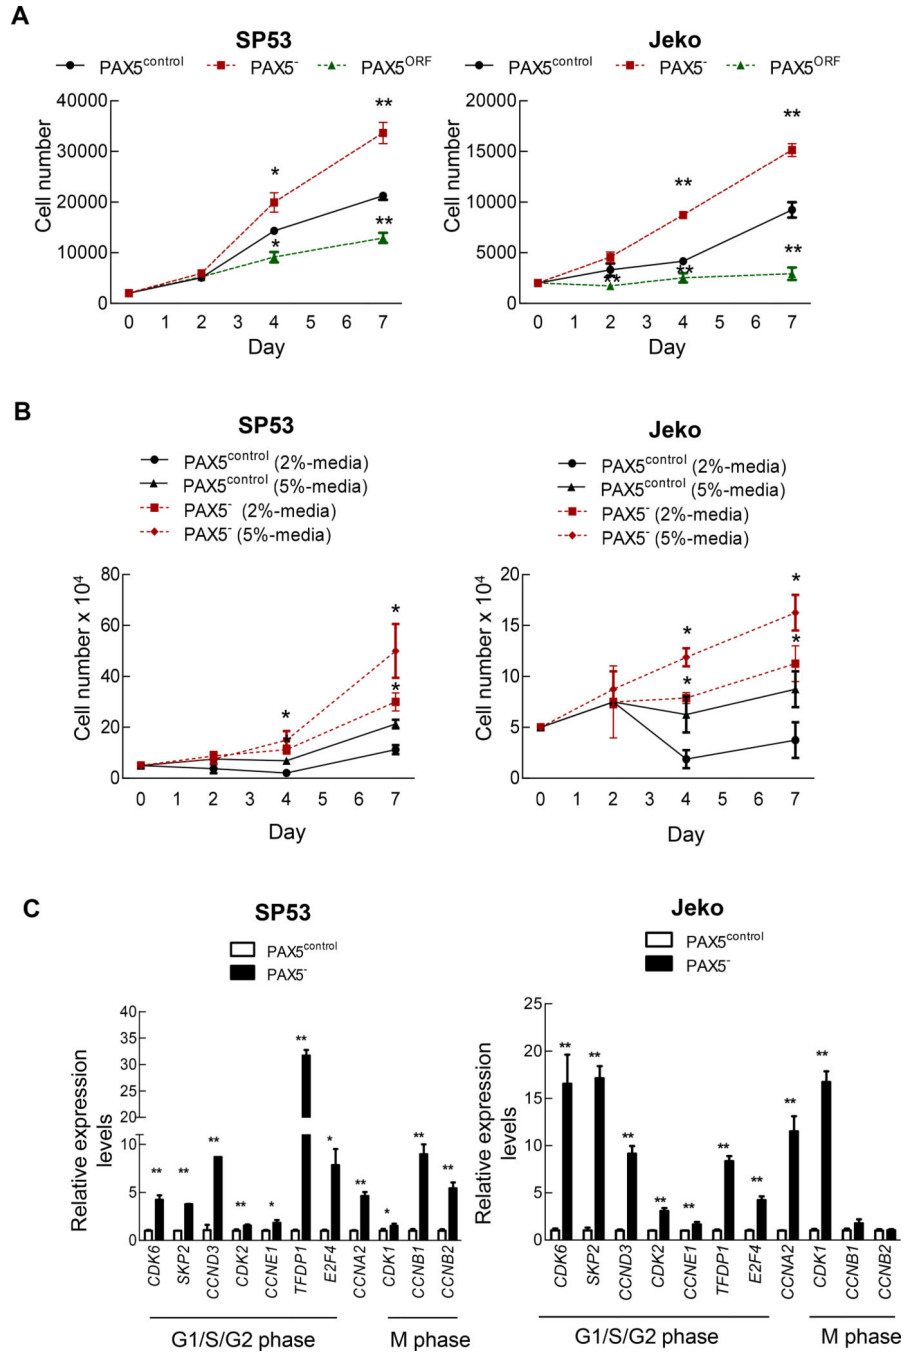 A
SP53
PAX5control PAX5- PAX5ORF
Cell number
40000
30000
20000
10000
0
* ** * **
0 1 2 3 4 5 6 7
Day
Jeko
PAX5control PAX5- PAX5ORF
Cell number
20000
15000
10000
5000
0
** ** ** ** **
0 1 2 3 4 5 6 7
Day
B
SP53
PAX5control (2%-media)
PAX5control (5%-media)
PAX5- (2%-media)
PAX5- (5%-media)
Cell number x 104
80
60
40
20
0
* * * *
0 1 2 3 4 5 6 7
Day
Jeko
PAX5control (2%-media)
PAX5control (5%-media)
PAX5- (2%-media)
PAX5- (5%-media)
Cell number x 104
20
15
10
5
0
* * * *
0 1 2 3 4 5 6 7
Day
C
SP53
PAX5control
PAX5-
Relative expression
levels
40
35
30
25
20
10
5
0
** ** ** ** * ** * ** * ** **
CDK6 SKP2 CCND3 CDK2 CCNE1 TFDP1 E2F4 CCNA2 CDK1 CCNB1 CCNB2
G1/S/G2 phase M phase
Jeko
PAX5control
PAX5-
Relative expression
levels
25
20
15
10
5
0
** ** ** ** ** ** ** ** **
CDK6 SKP2 CCND3 CDK2 CCNE1 TFDP1 E2F4 CCNA2 CDK1 CCNB1 CCNB2
G1/S/G2 phase M phase